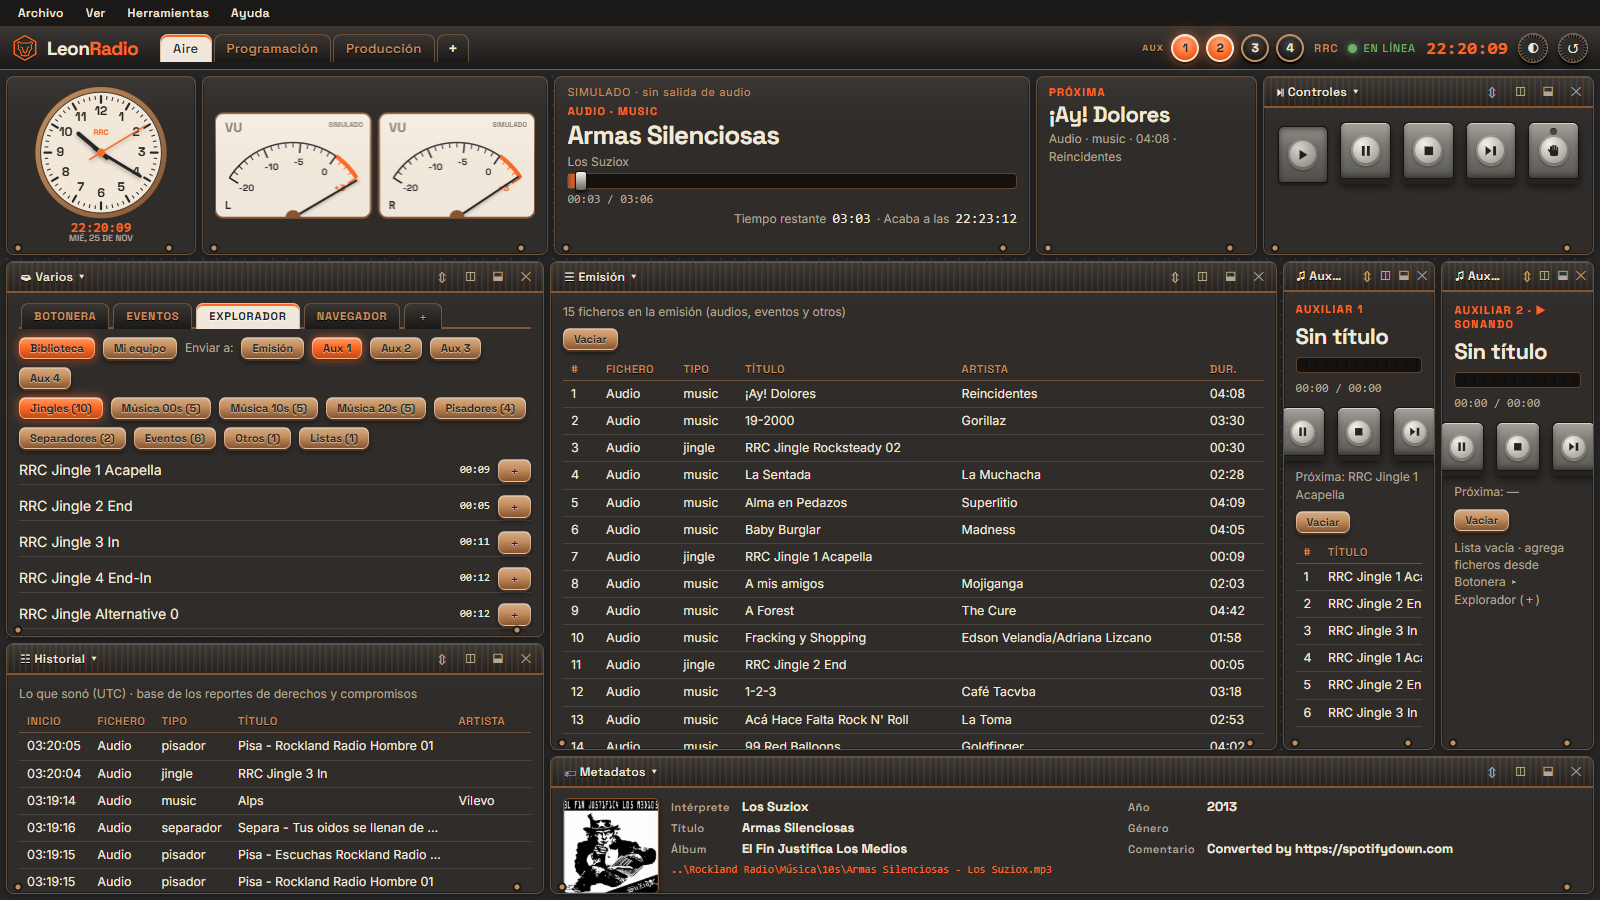 Archivo Ver Herramientas Ayuda
LeonRadio Aire Programación Producción + AUX 1 2 3 4 RRC EN LÍNEA 22:20:09
12 1 2 3 4 5 6 7 8 9 10 11
RRC
22:20:09
MIÉ, 25 DE NOV
VU SIMULADO
-20 -10 -5 0
L
VU SIMULADO
-20 -10 -5 0
R
SIMULADO · sin salida de audio
AUDIO · MUSIC
Armas Silenciosas
Los Suziox
00:03 / 03:06
Tiempo restante 03:03 · Acaba a las 22:23:12
PRÓXIMA
¡Ay! Dolores
Audio · music · 04:08 ·
Reincidentes
Controles
Varios
BOTONERA EVENTOS EXPLORADOR NAVEGADOR +
Biblioteca Mi equipo Enviar a: Emisión Aux 1 Aux 2 Aux 3
Aux 4
Jingles (10) Música 00s (5) Música 10s (5) Música 20s (5) Pisadores (4)
Separadores (2) Eventos (6) Otros (1) Listas (1)
RRC Jingle 1 Acapella 00:09 +
RRC Jingle 2 End 00:05 +
RRC Jingle 3 In 00:11 +
RRC Jingle 4 End-In 00:12 +
RRC Jingle Alternative 0 00:12 +
Historial
Lo que sonó (UTC) · base de los reportes de derechos y compromisos
INICIO FICHERO TIPO TÍTULO ARTISTA
03:20:05 Audio pisador Pisa - Rockland Radio Hombre 01
03:20:04 Audio jingle RRC Jingle 3 In
03:19:14 Audio music Alps Vilevo
03:19:16 Audio separador Separa - Tus oidos se llenan de ...
03:19:15 Audio pisador Pisa - Escuchas Rockland Radio ...
03:19:15 Audio pisador Pisa - Rockland Radio Hombre 01
Emisión
15 ficheros en la emisión (audios, eventos y otros)
Vaciar
# FICHERO TIPO TÍTULO ARTISTA DUR.
1 Audio music ¡Ay! Dolores Reincidentes 04:08
2 Audio music 19-2000 Gorillaz 03:30
3 Audio jingle RRC Jingle Rocksteady 02 00:30
4 Audio music La Sentada La Muchacha 02:28
5 Audio music Alma en Pedazos Superlitio 04:09
6 Audio music Baby Burglar Madness 04:05
7 Audio jingle RRC Jingle 1 Acapella 00:09
8 Audio music A mis amigos Mojiganga 02:03
9 Audio music A Forest The Cure 04:42
10 Audio music Fracking y Shopping Edson Velandia/Adriana Lizcano 01:58
11 Audio jingle RRC Jingle 2 End 00:05
12 Audio music 1-2-3 Café Tacvba 03:18
13 Audio music Acá Hace Falta Rock N' Roll La Toma 02:53
14 Audio music 99 Red Balloons Goldfinger 04:02
Aux...
AUXILIAR 1
Sin título
00:00 / 00:00
Próxima: RRC Jingle 1
Acapella
Vaciar
# TÍTULO
1 RRC Jingle 1 Aca
2 RRC Jingle 2 En
3 RRC Jingle 3 In
4 RRC Jingle 1 Aca
5 RRC Jingle 2 En
6 RRC Jingle 3 In
Aux...
AUXILIAR 2 · ▶
SONANDO
Sin título
00:00 / 00:00
Próxima: —
Vaciar
Lista vacía · agrega
ficheros desde
Botonera ▸
Explorador (+)
Metadatos
EL FIN JUSTIFICA LOS MEDIOS
Intérprete Los Suziox Año 2013
Título Armas Silenciosas Género
Álbum El Fin Justifica Los Medios Comentario Converted by https://spotifydown.com
..\Rockland Radio\Música\10s\Armas Silenciosas - Los Suziox.mp3